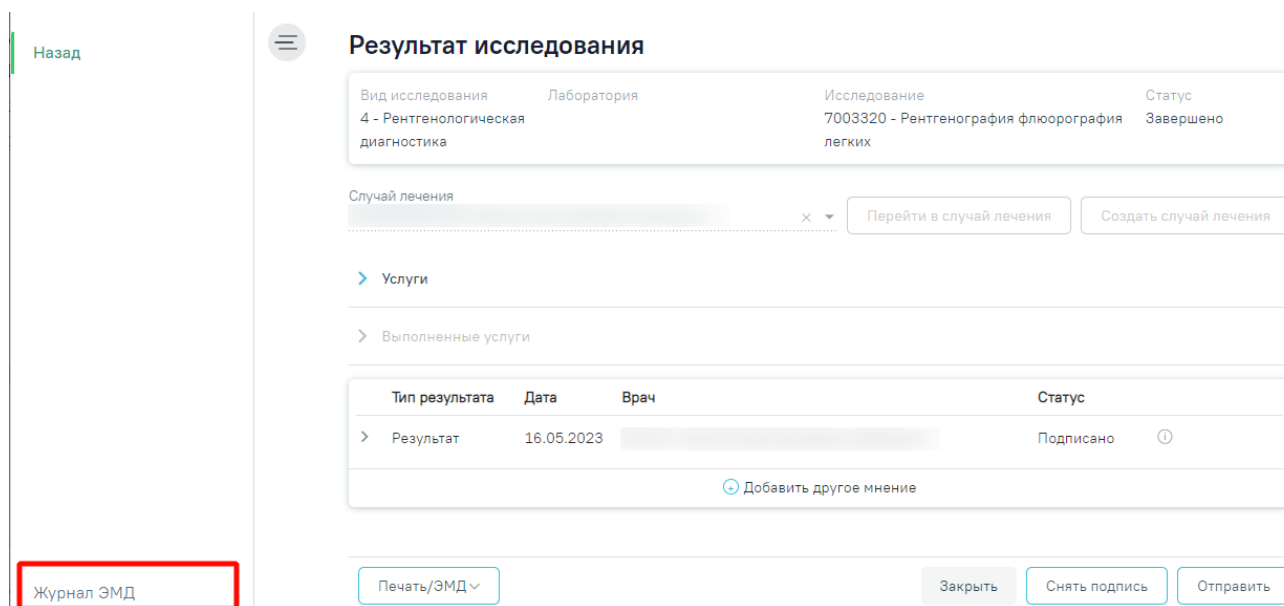 Назад
Результат исследования
Вид исследования Лаборатория Исследование Статус
4 - Рентгенологическая 7003320 - Рентгенография флюорография Завершено
диагностика легких
Случай лечения
Перейти в случай лечения Создать случай лечения
Услуги
Выполненные услуги
Тип результата Дата Врач Статус
Результат 16.05.2023 Подписано
Добавить другое мнение
Журнал ЭМД Печать/ЭМД Закрыть Снять подпись Отправить